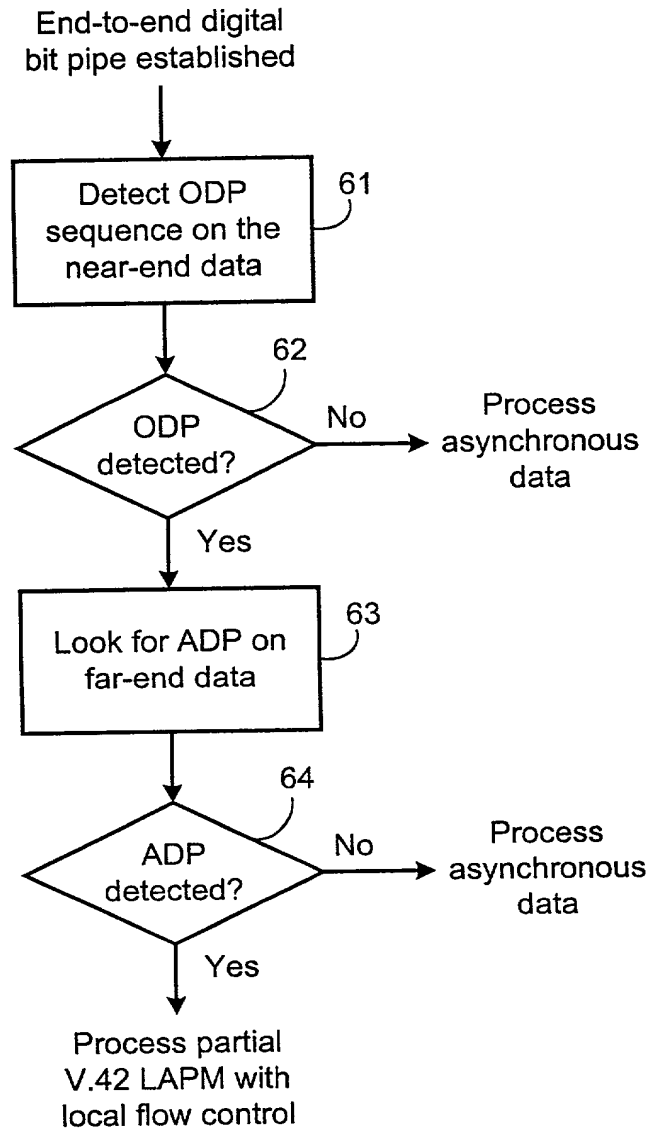 End-to-end digital
bit pipe established
Detect ODP
sequence on the
near-end data
61
62
ODP
detected?
No
Process
asynchronous
data
Yes
Look for ADP on
far-end data
63
64
ADP
detected?
No
Process
asynchronous
data
Yes
Process partial
V.42 LAPM with
local flow control